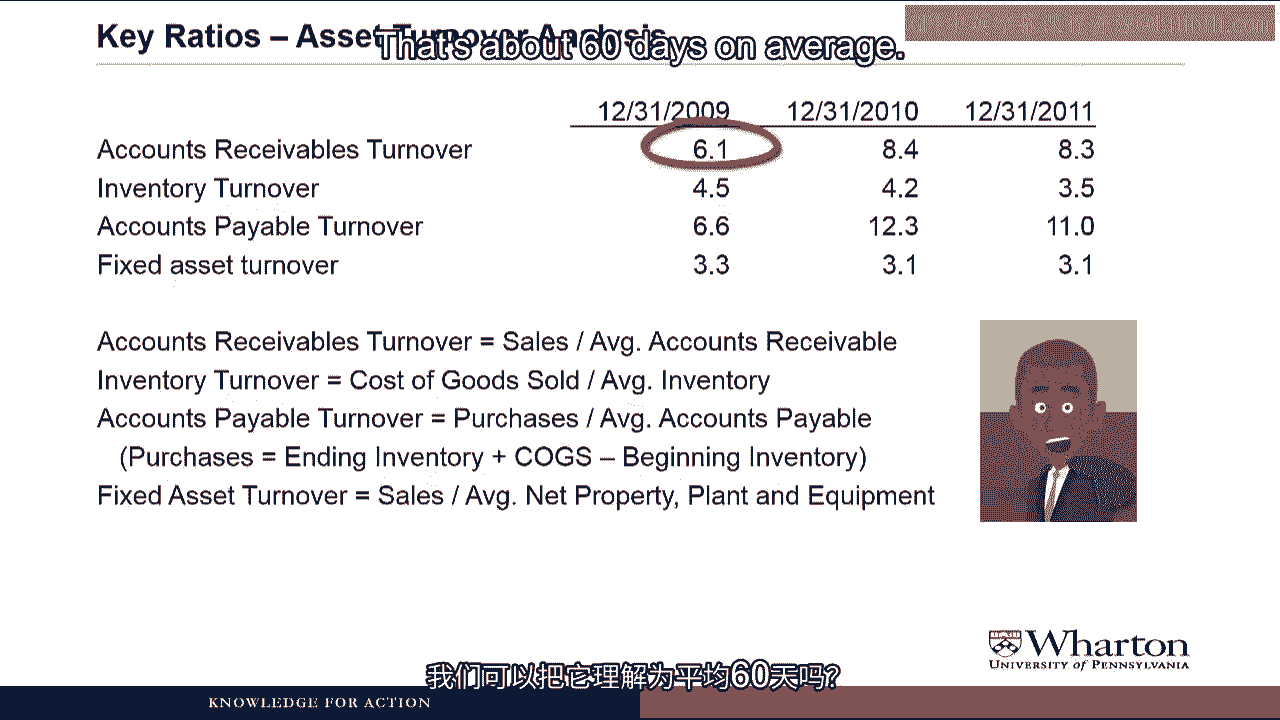 Key Ratios – Asset Turnover Analysis
That's about 60 days on average.
12/31/2009 12/31/2010 12/31/2011
Accounts Receivables Turnover 6.1 8.4 8.3
Inventory Turnover 4.5 4.2 3.5
Accounts Payable Turnover 6.6 12.3 11.0
Fixed asset turnover 3.3 3.1 3.1
Accounts Receivables Turnover = Sales / Avg. Accounts Receivable
Inventory Turnover = Cost of Goods Sold / Avg. Inventory
Accounts Payable Turnover = Purchases / Avg. Accounts Payable
(Purchases = Ending Inventory + COGS – Beginning Inventory)
Fixed Asset Turnover = Sales / Avg. Net Property, Plant and Equipment
Wharton
UNIVERSITY of PENNSYLVANIA
我们可以把它理解为平均60天吗?
KNOWLEDGE FOR ACTION